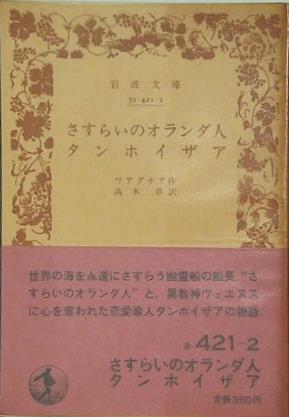 岩波文庫
32-421-2
さすらいのオランダ人
タンホイザア
ワアグナア作
高木卓訳
世界の海を永遠にさすらう幽霊船の船長“さ
すらいのオランダ人”と，異教神ヴェエヌス
に心を奪われた恋愛歌人タンホイザアの物語．
赤 421-2
さすらいのオランダ人
タンホイザア
定価350円